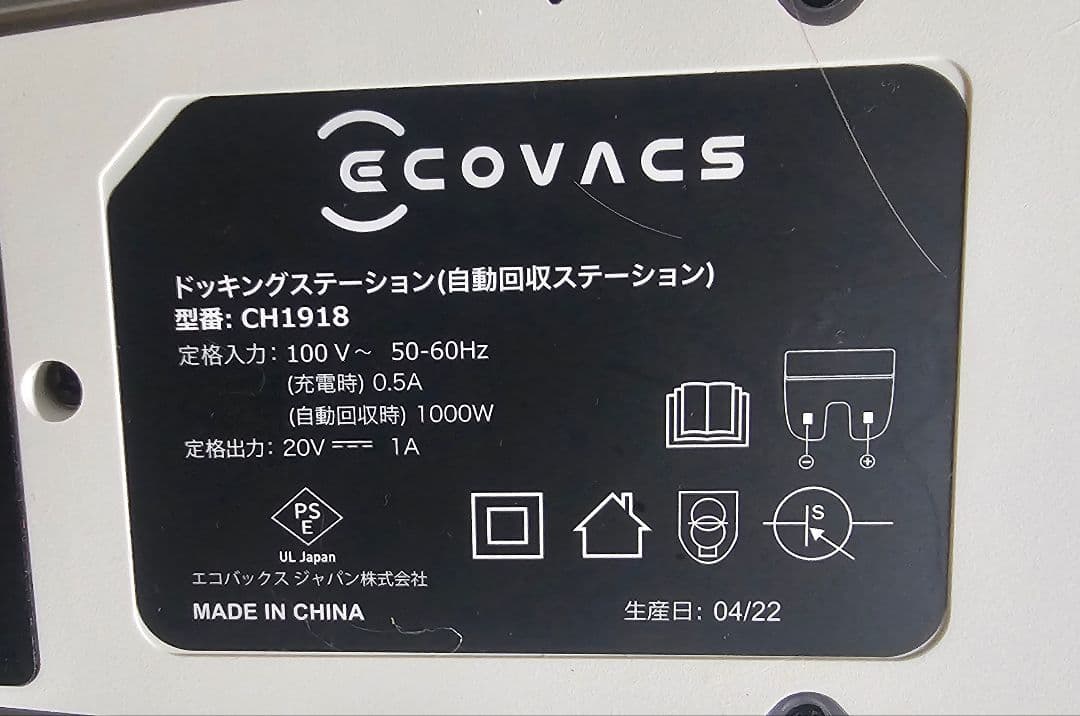 ECOVACS
ドッキングステーション(自動回収ステーション)
型番: CH1918
定格入力: 100 V～ 50-60Hz
(充電時) 0.5A
(自動回収時) 1000W
定格出力: 20V ⎓ 1A
PS
E
UL Japan
S
エコバックス ジャパン株式会社
MADE IN CHINA
生産日: 04/22